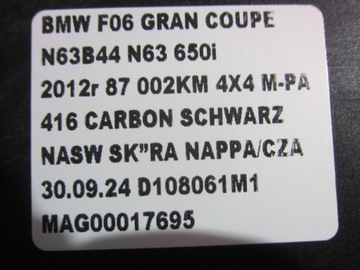 BMW F06 GRAN COUPE
N63B44 N63 650i
2012r 87 002KM 4X4 M-PA
416 CARBON SCHWARZ
NASW SK”RA NAPPA/CZA
30.09.24 D108061M1
MAG00017695